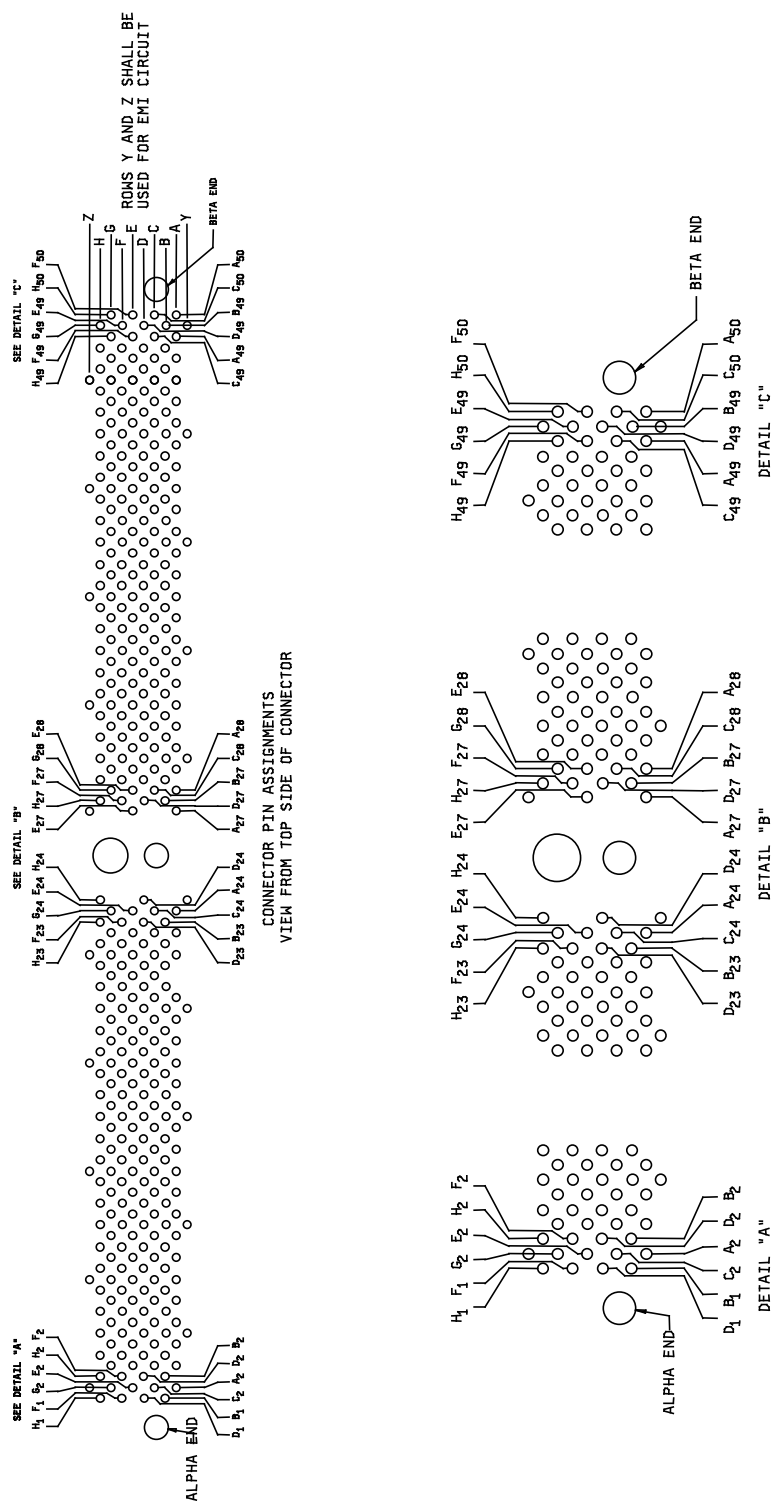 SEE DETAIL "A" SEE DETAIL "B" SEE DETAIL "C"
H1 F1 G2 E2 H2 F2 H23 F23 G24 E24 H24 E27 H27 F27 G28 E28 H49 F49 G49 E49 H50 F50
Z
H
G
F
E
D
C
B
A
Y
ROWS Y AND Z SHALL BE
USED FOR EMI CIRCUIT
ALPHA END
BETA END
D1 B1 C2 A2 D2 B2 D23 B23 C24 A24 D24 A27 D27 B27 C28 A28 C49 A49 D49 B49 C50 A50
CONNECTOR PIN ASSIGNMENTS
VIEW FROM TOP SIDE OF CONNECTOR
H1 F1 G2 E2 H2 F2 H23 F23 G24 E24 H24 E27 H27 F27 G28 E28 H49 F49 G49 E49 H50 F50
ALPHA END
BETA END
D1 B1 C2 A2 D2 B2 D23 B23 C24 A24 D24 A27 D27 B27 C28 A28 C49 A49 D49 B49 C50 A50
DETAIL "A" DETAIL "B" DETAIL "C"